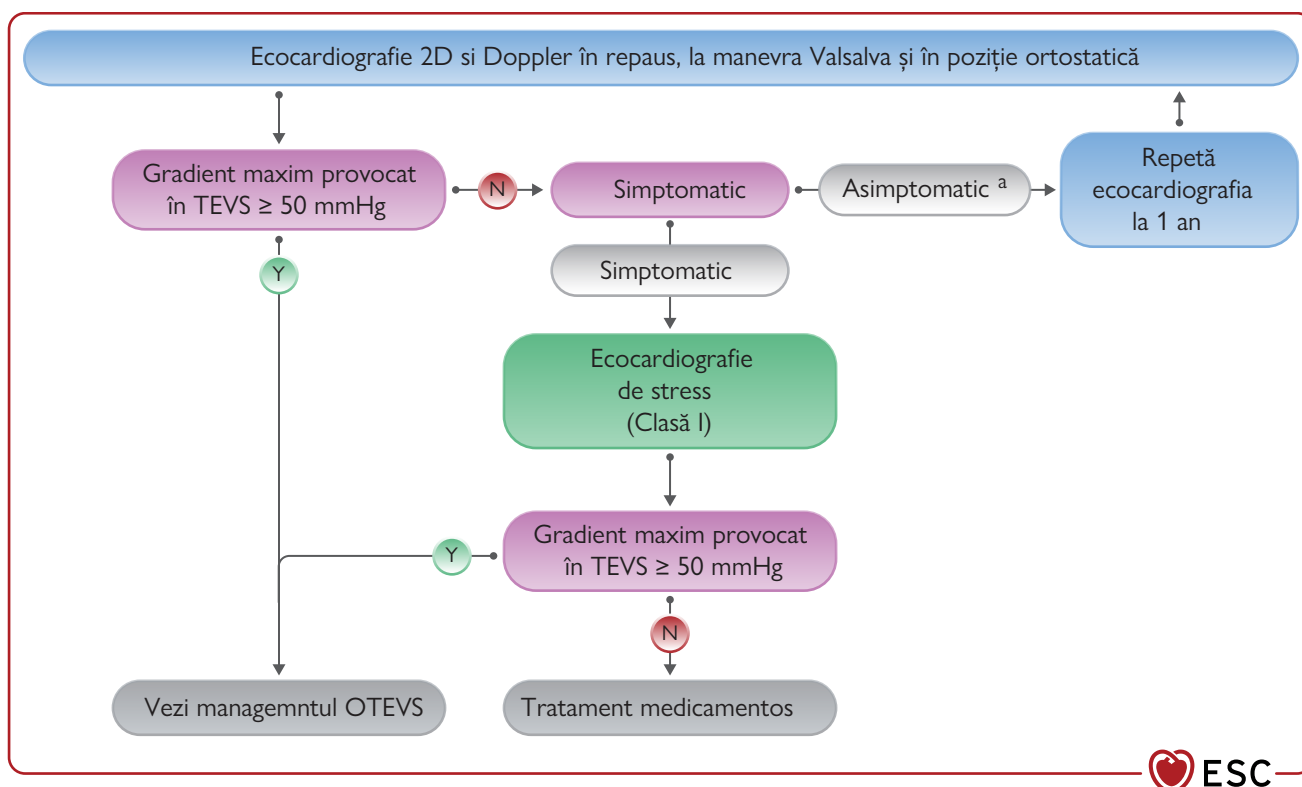 Ecocardiografie 2D si Doppler în repaus, la manevra Valsalva și în poziție ortostatică
Gradient maxim provocat
în TEVS ≥ 50 mmHg
N
Simptomatic
Asimptomatic a
Repetă
ecocardiografia
la 1 an
Y
Simptomatic
Ecocardiografie
de stress
(Clasă I)
Gradient maxim provocat
în TEVS ≥ 50 mmHg
Y
N
Vezi managemntul OTEVS
Tratament medicamentos
ESC